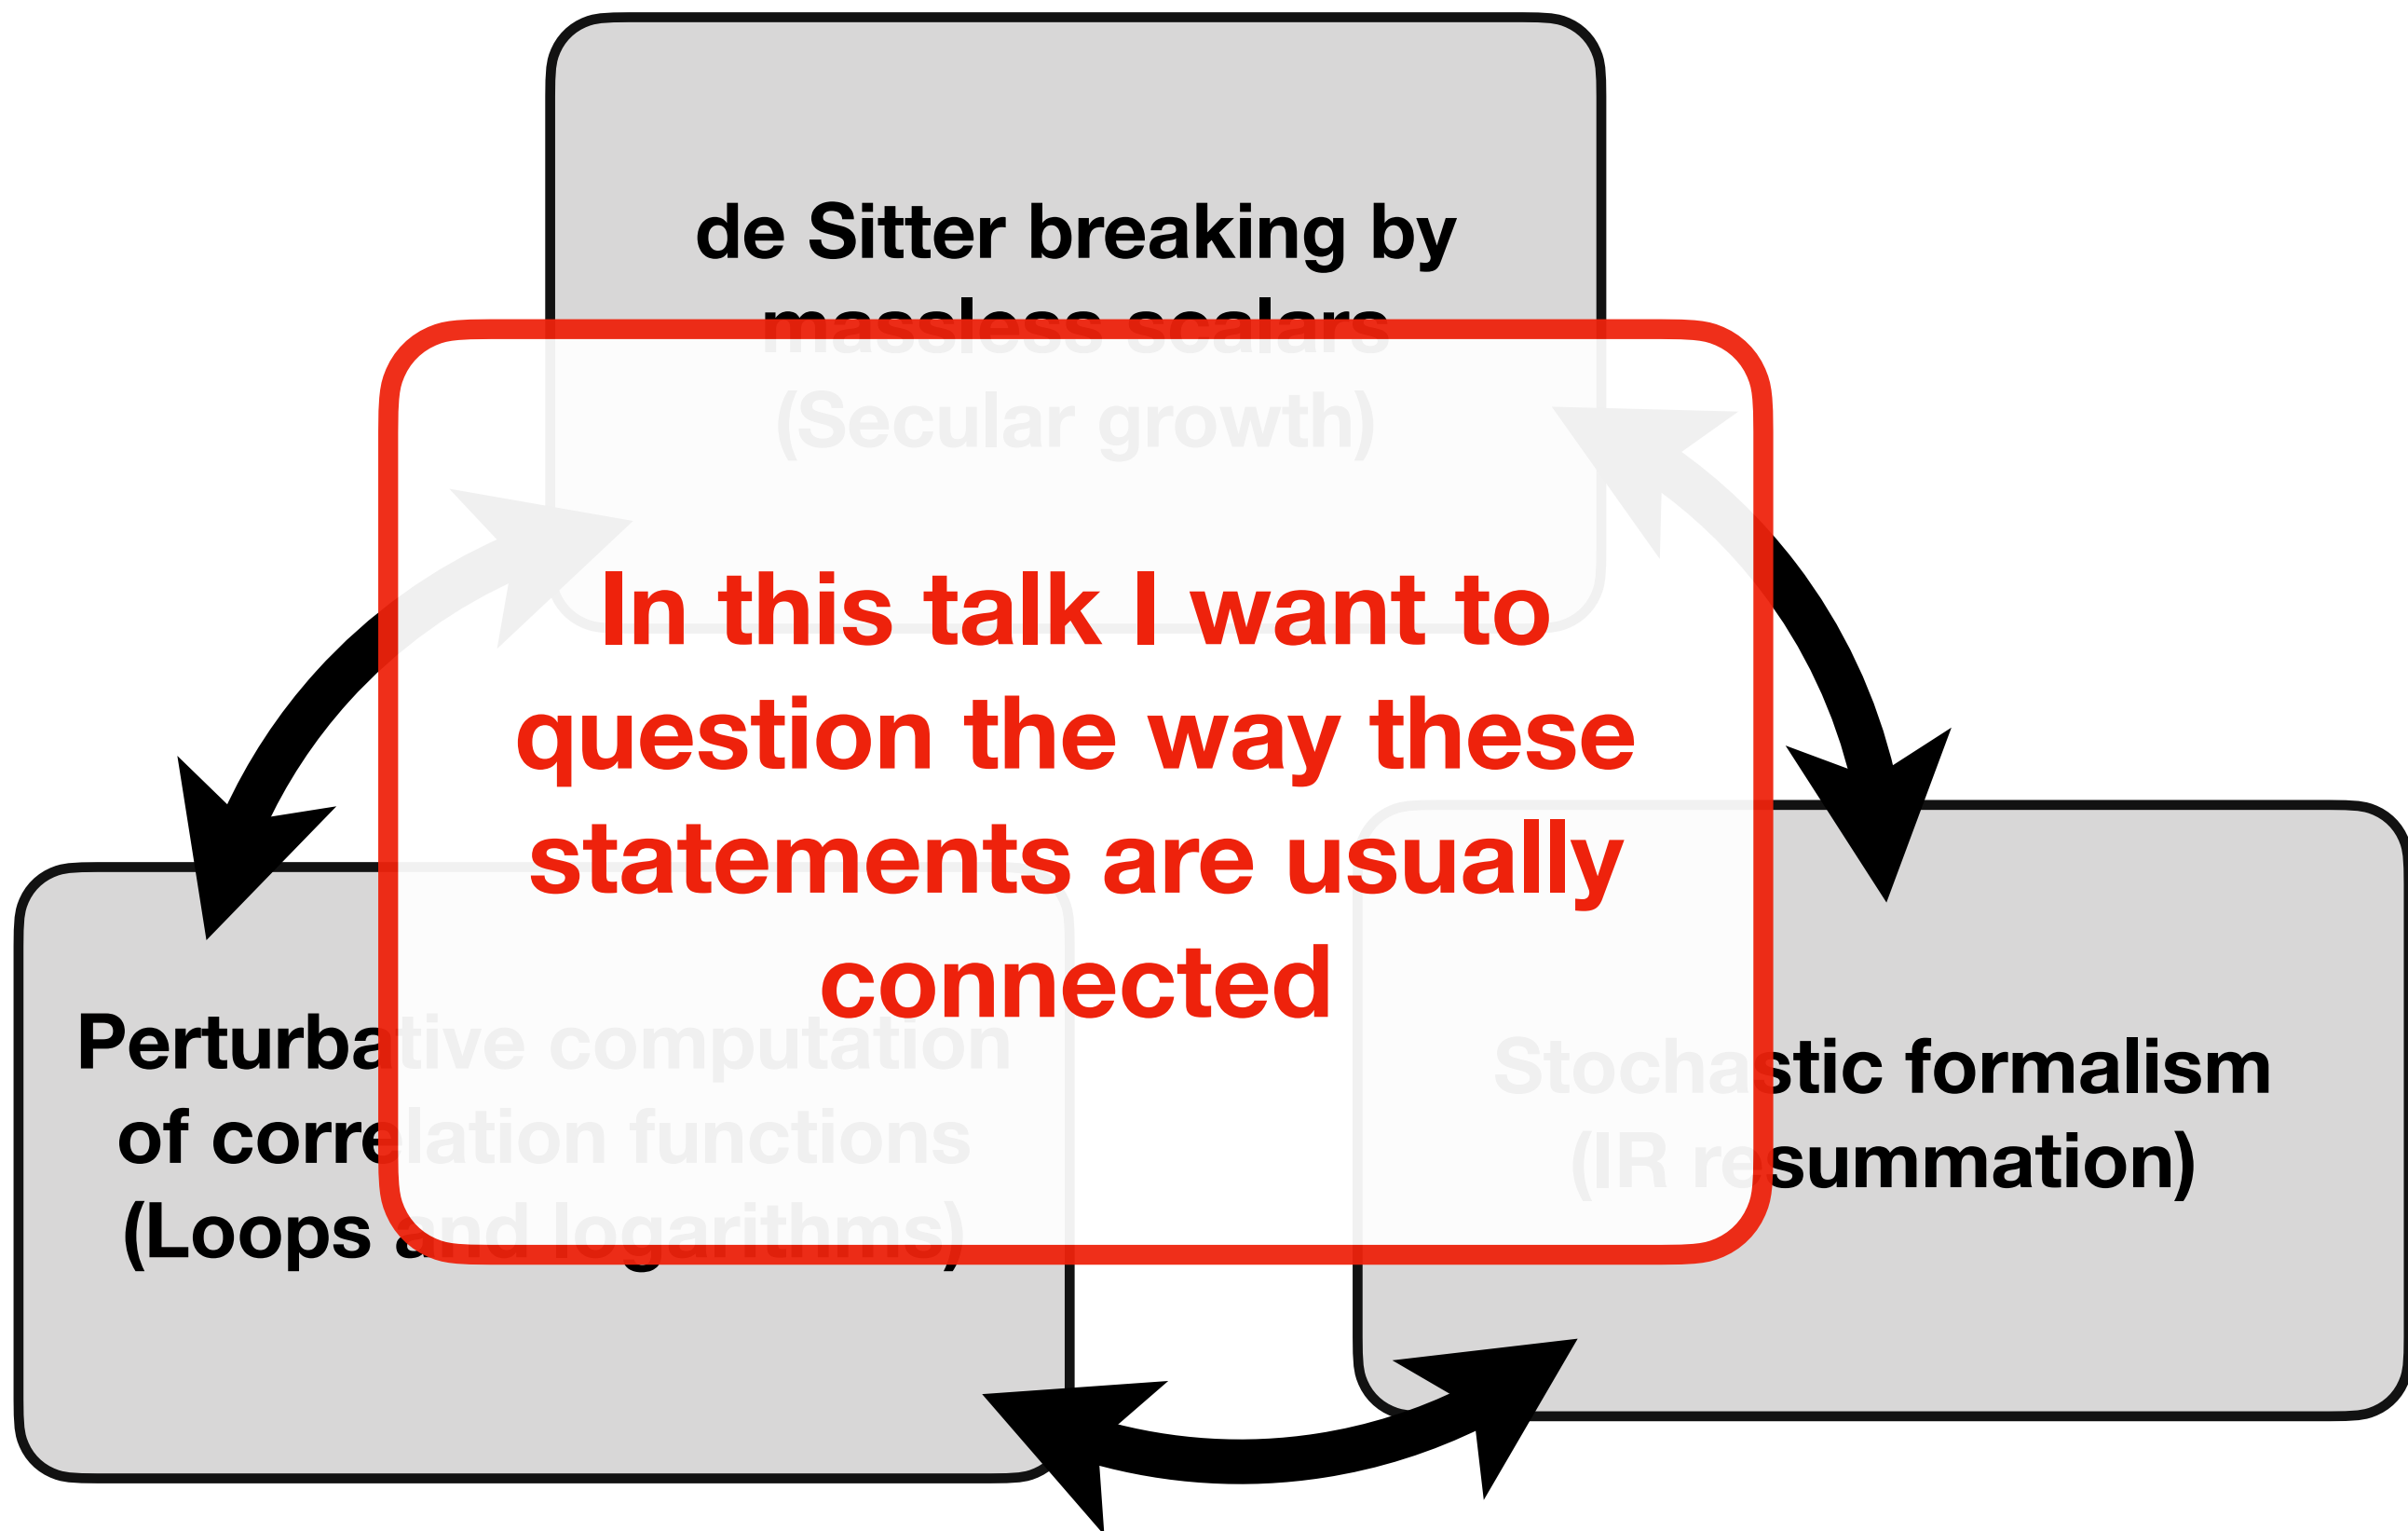 de Sitter breaking by
massless scalars
(Secular growth)
In this talk I want to
question the way these
statements are usually
connected
Perturbative computation
of correlation functions
(Loops and logarithms)
Stochastic formalism
(IR resummation)